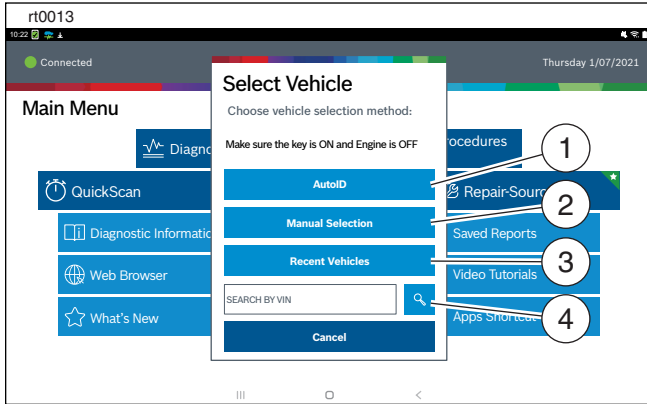 rt0013
10:22
Connected
Thursday 1/07/2021
Main Menu
Select Vehicle
Choose vehicle selection method:
Make sure the key is ON and Engine is OFF
Diagno
rocedures
AutoID
1
QuickScan
Repair-Sour
Manual Selection
2
Diagnostic Informatic
Saved Reports
Recent Vehicles
3
Web Browser
Video Tutorials
SEARCH BY VIN
4
What's New
Apps Shortcut
Cancel